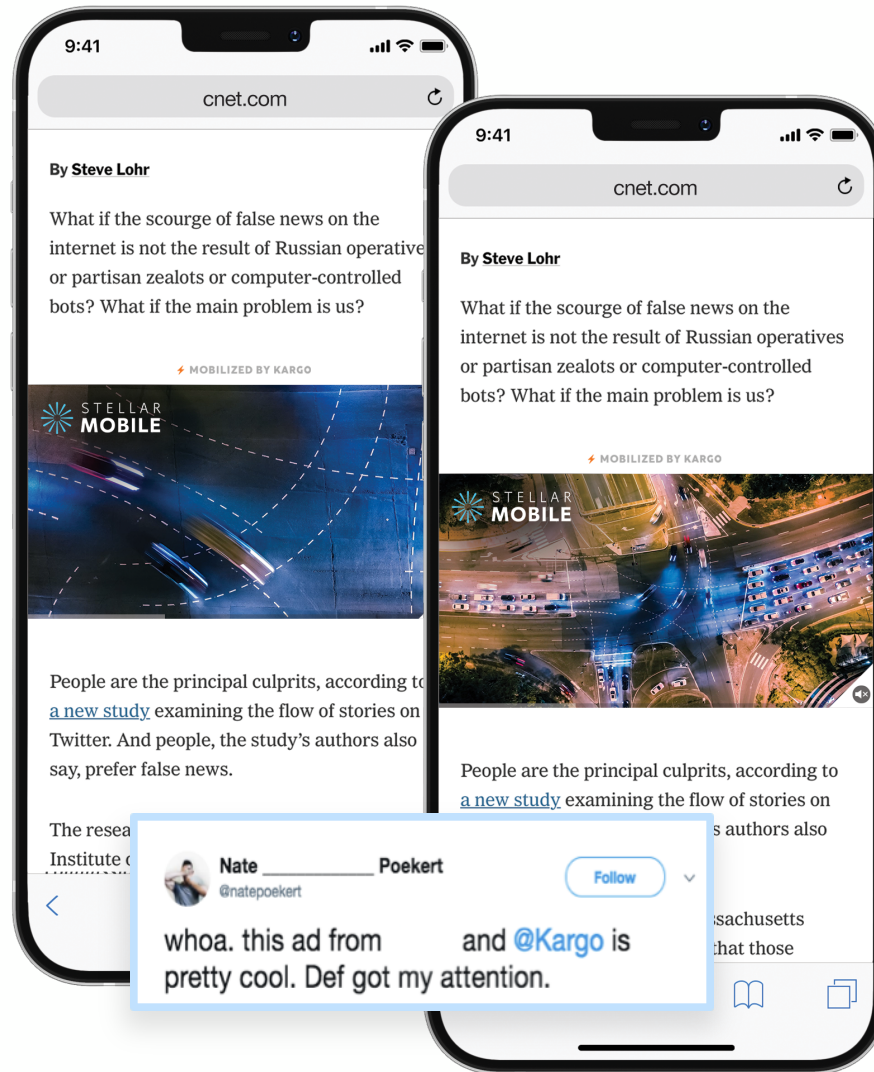 9:41
cnet.com
By Steve Lohr
What if the scourge of false news on the
internet is not the result of Russian operative
or partisan zealots or computer-controlled
bots? What if the main problem is us?
MOBILIZED BY KARGO
STELLAR
MOBILE
People are the principal culprits, according to
a new study examining the flow of stories on
Twitter. And people, the study's authors also
say, prefer false news.
The resea
Institute
9:41
cnet.com
By Steve Lohr
What if the scourge of false news on the
internet is not the result of Russian operatives
or partisan zealots or computer-controlled
bots? What if the main problem is us?
MOBILIZED BY KARGO
STELLAR
MOBILE
People are the principal culprits, according to
a new study examining the flow of stories on
s authors also
ssachusetts
that those
Nate ____________ Poekert
@natepoekert
Follow
whoa. this ad from and @Kargo is
pretty cool. Def got my attention.